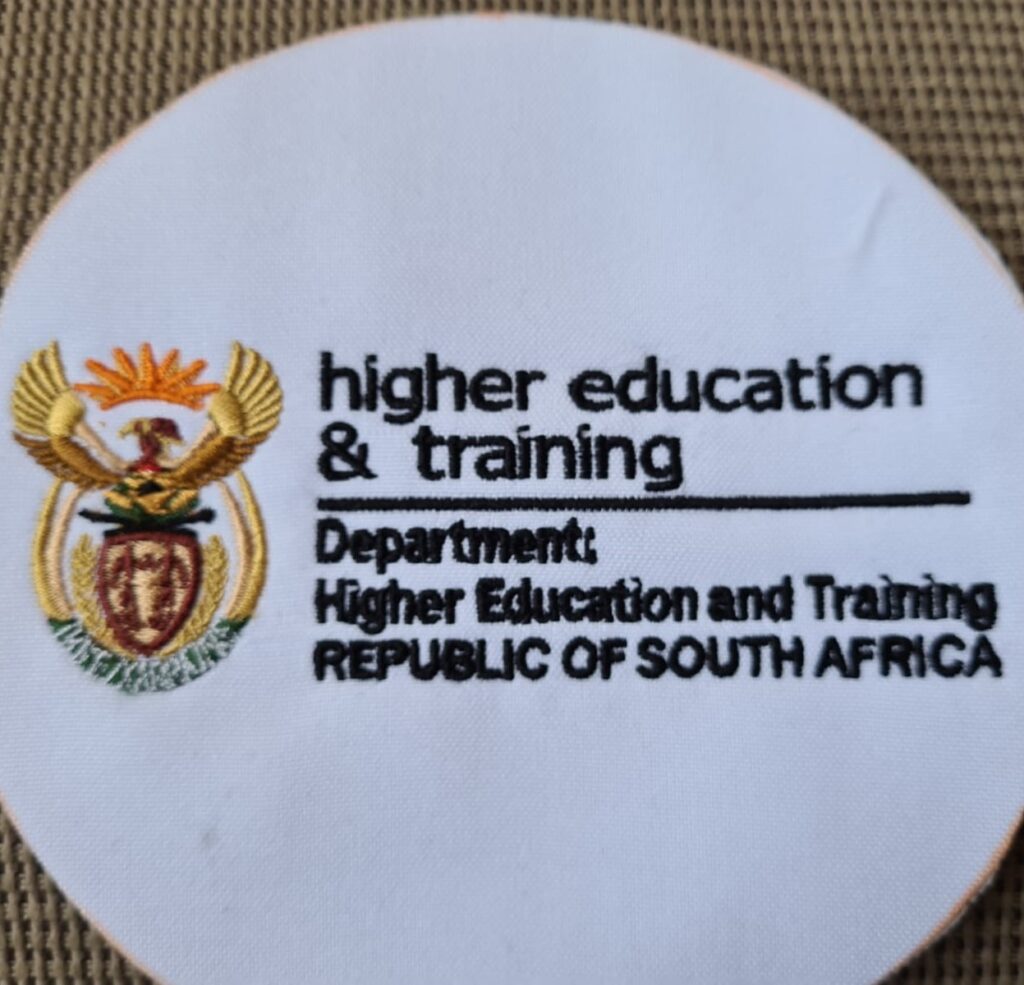 higher education
& training
Department:
Higher Education and Training
REPUBLIC OF SOUTH AFRICA